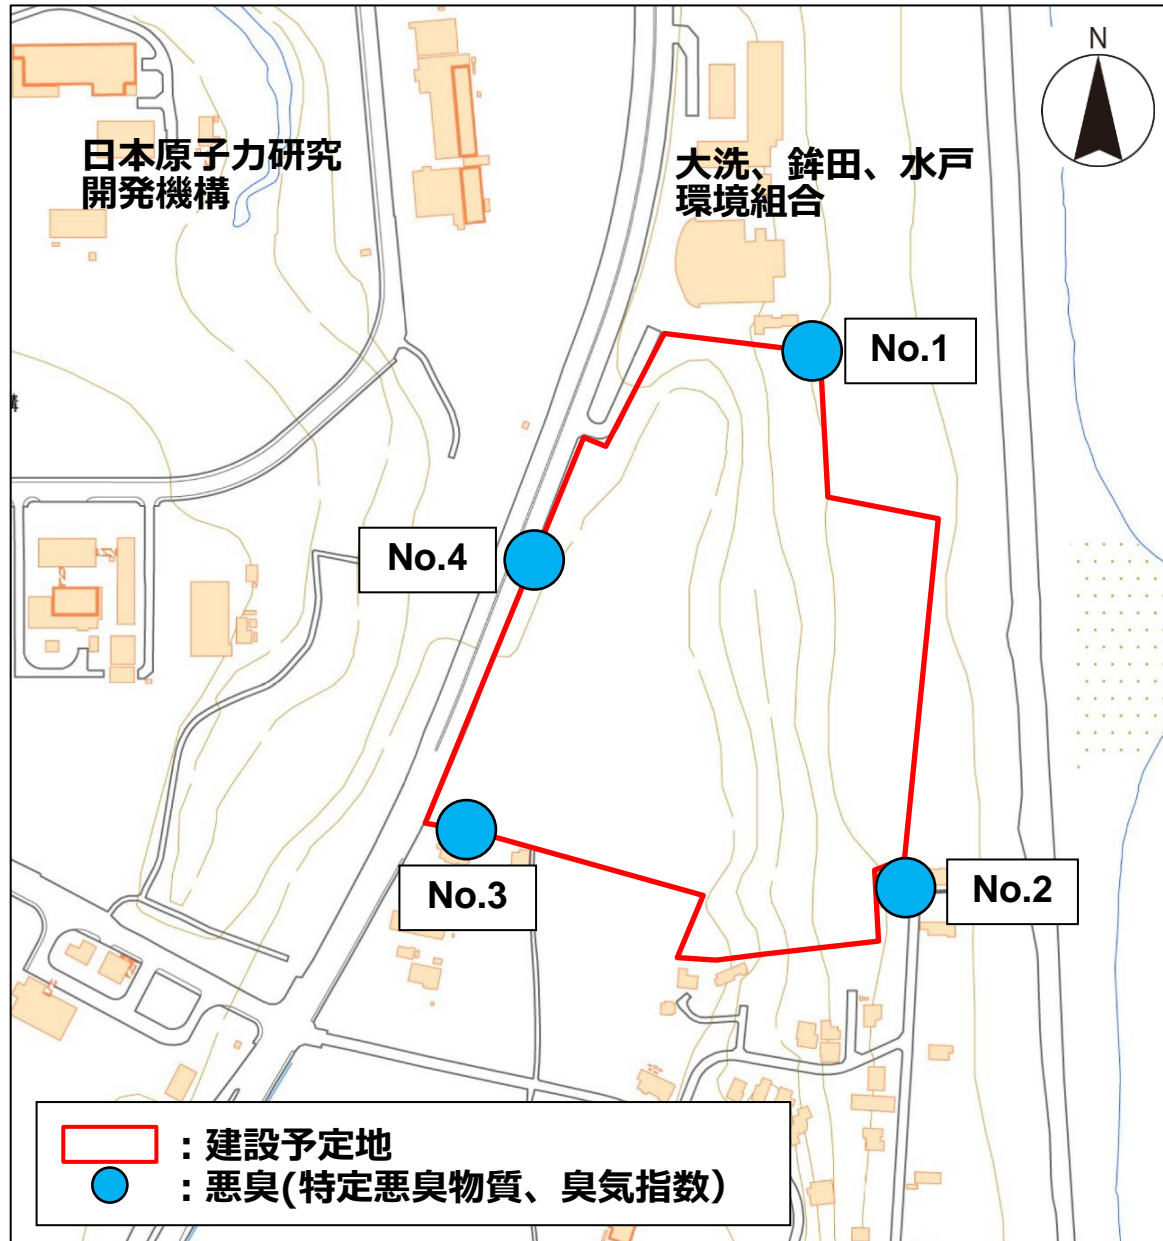 N
日本原子力研究
開発機構
大洗、鉾田、水戸
環境組合
No.1
No.4
No.3
No.2
：建設予定地
：悪臭(特定悪臭物質、臭気指数）